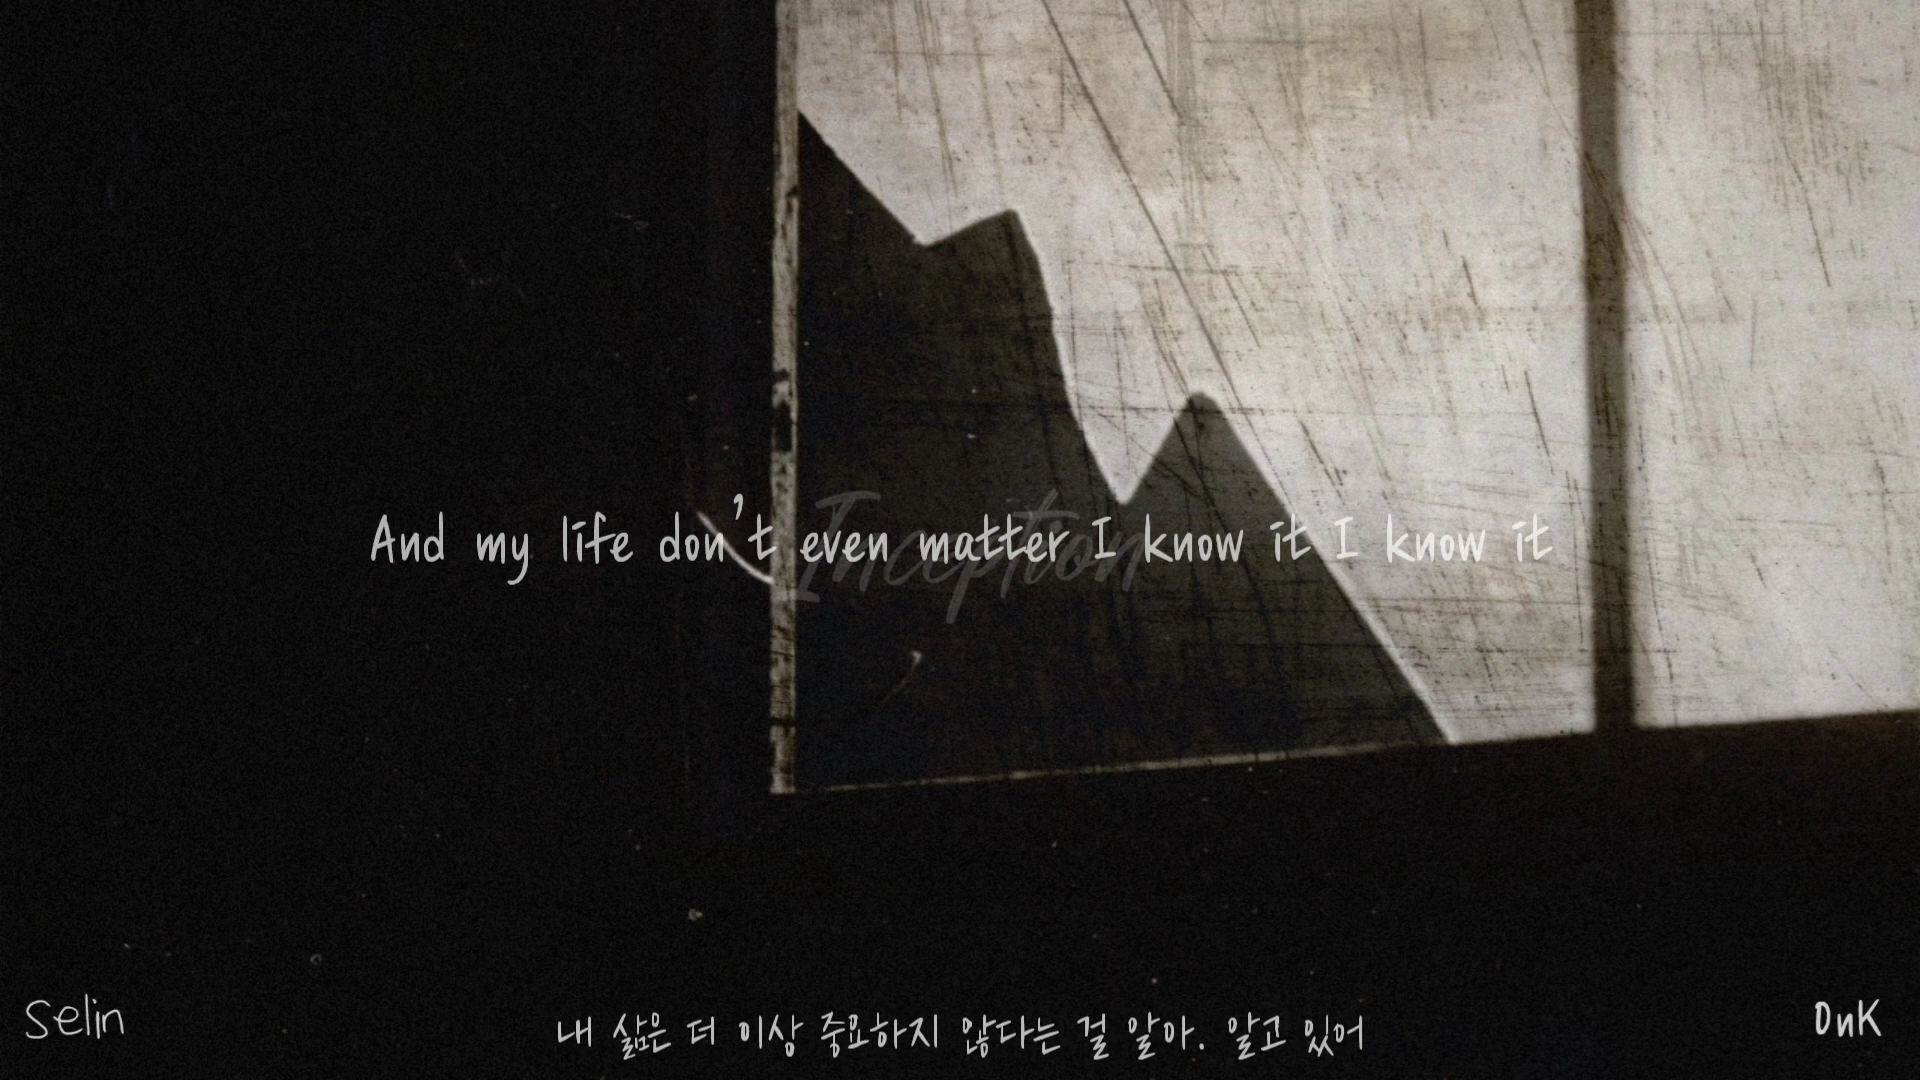 And my life don't even matter I know it I know it
Inception
Selin
내 삶은 더 이상 중요하지 않다는 걸 알아. 알고 있어
OnK